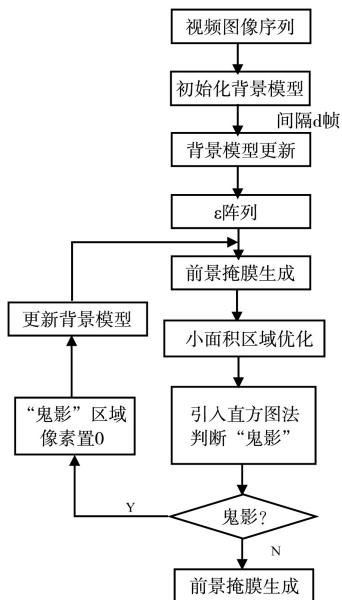 视频图像序列
初始化背景模型
间隔d帧
背景模型更新
ε阵列
前景掩膜生成
更新背景模型
小面积区域优化
“鬼影”区域
像素置0
引入直方图法
判断“鬼影”
鬼影？
Y
N
前景掩膜生成